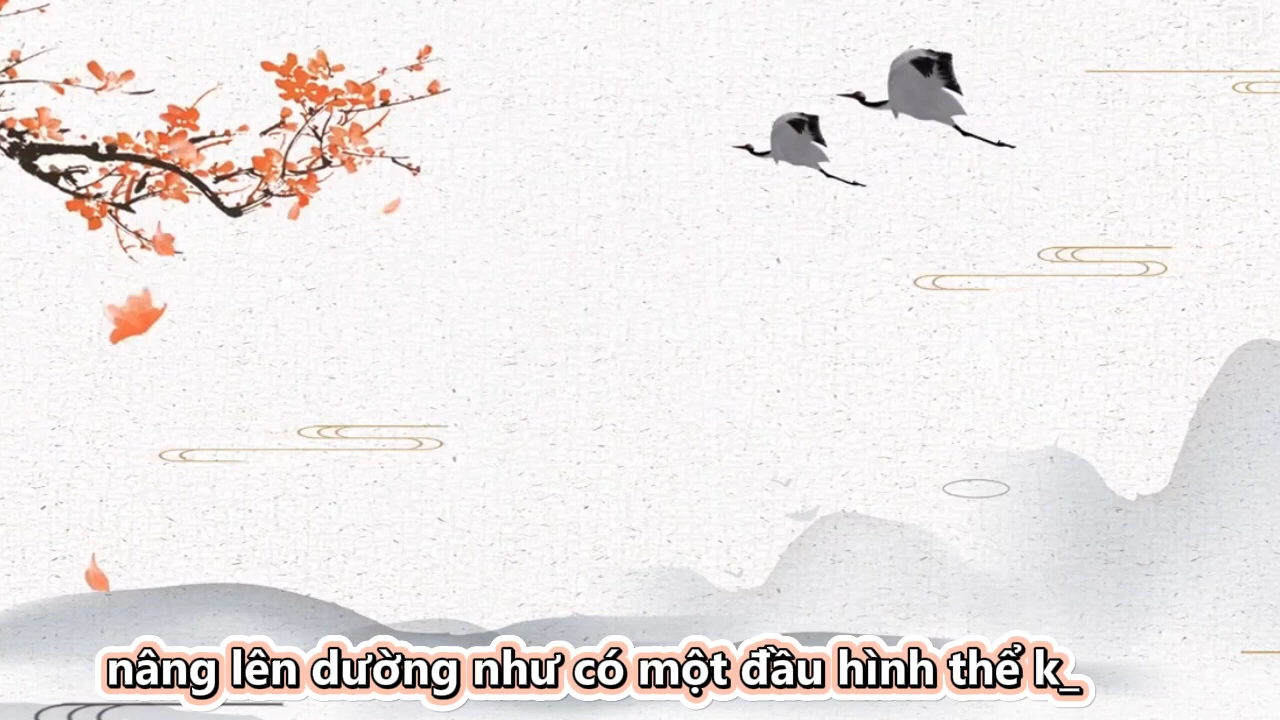 nâng lên dường như có một đầu hình thể k_